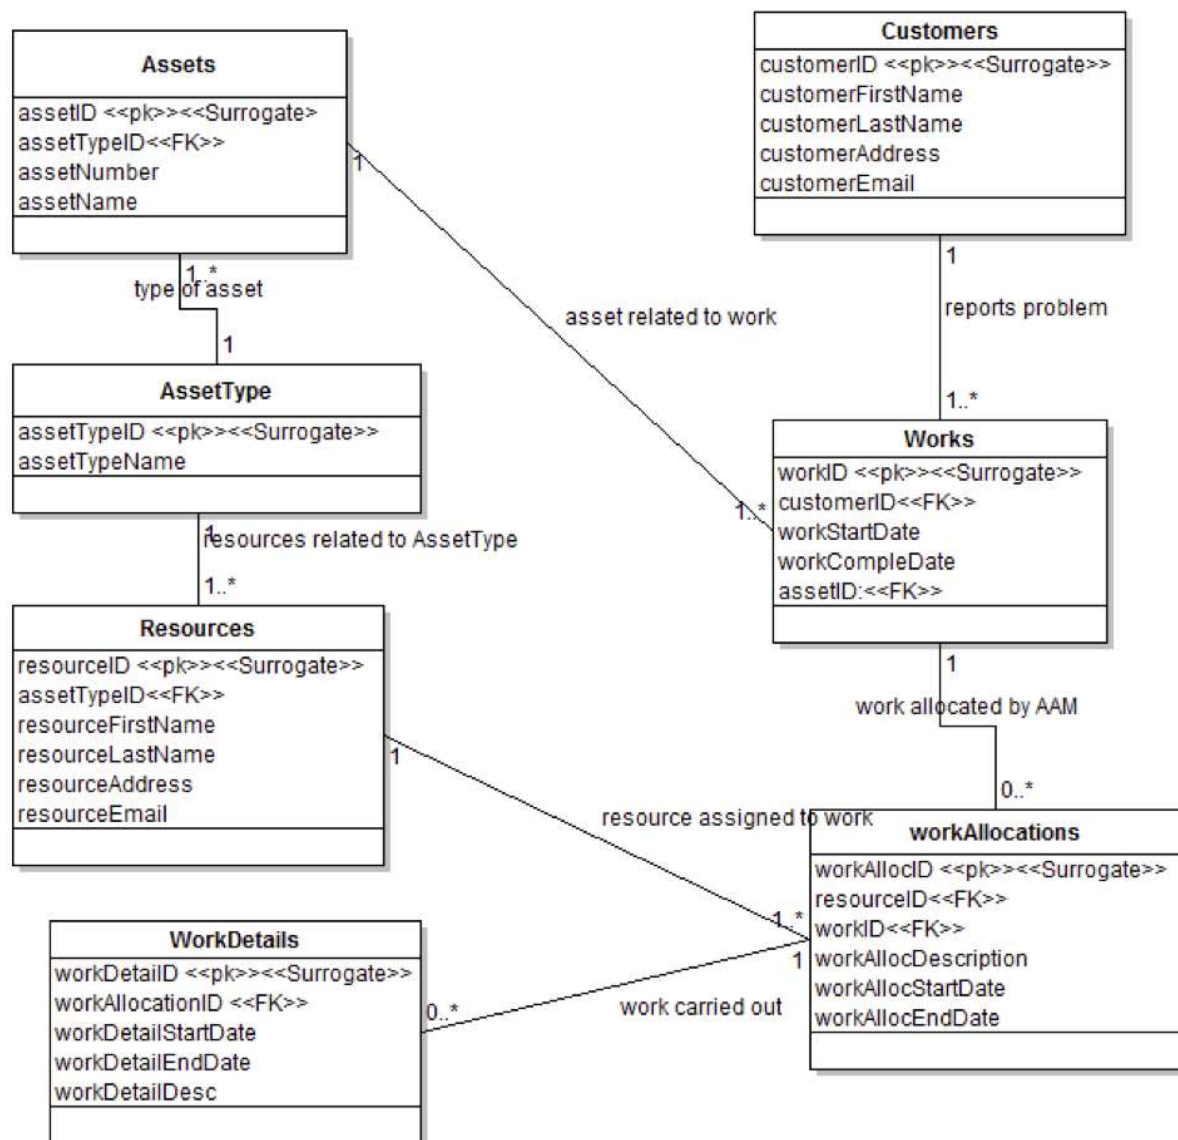 Assets
assetID <<pk>><<Surrogate>
assetTypeID<<FK>>
assetNumber
assetName
Customers
customerID <<pk>><<Surrogate>>
customerFirstName
customerLastName
customerAddress
customerEmail
1
1..*
type of asset
1
asset related to work
1
reports problem
1..*
AssetType
assetTypeID <<pk>><<Surrogate>>
assetTypeName
1
resources related to AssetType
1..*
Works
workID <<pk>><<Surrogate>>
customerID<<FK>>
workStartDate
workCompleDate
assetID:<<FK>>
1..*
Resources
resourceID <<pk>><<Surrogate>>
assetTypeID<<FK>>
resourceFirstName
resourceLastName
resourceAddress
resourceEmail
1
1
work allocated by AAM
0..*
resource assigned to work
workAllocations
workAllocID <<pk>><<Surrogate>>
resourceID<<FK>>
workID<<FK>>
workAllocDescription
workAllocStartDate
workAllocEndDate
1..*
1
WorkDetails
workDetailID <<pk>><<Surrogate>>
workAllocationID <<FK>>
workDetailStartDate
workDetailEndDate
workDetailDesc
0..*
work carried out